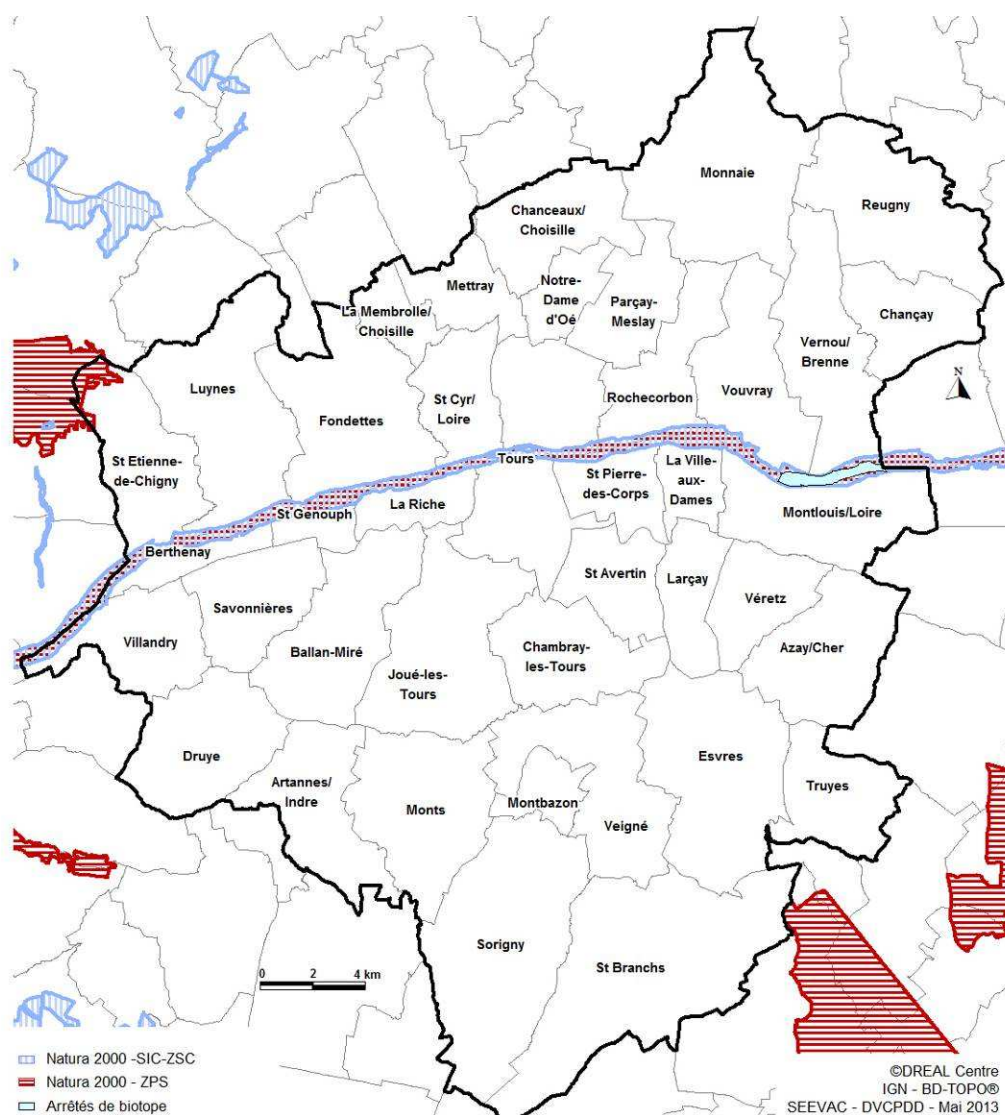 Monnaie
Reugny
Chanceaux/
Choisille
Mettray
Notre-
Dame
d'Oé
Parçay-
Meslay
La Membrolle/
Choisille
Chançay
Vernou/
Brenne
N
Luynes
Fondettes
St Cyr/
Loire
Rochecorbon
Vouvray
St Etienne-
de-Chigny
Tours
St Pierre-
des-Corps
La Ville-
aux-
Dames
La Riche
St Genouph
Montlouis/Loire
Berthenay
St Avertin
Larçay
Véretz
Savonnières
Villandry
Ballan-Miré
Joué-les-
Tours
Chambray-
les-Tours
Azay/Cher
Druye
Artannes/
Indre
Monts
Montbazon
Veigné
Esvres
Truyes
Sorigny
St Branchs
0 2 4 km
Natura 2000 -SIC-ZSC
Natura 2000 - ZPS
Arrêtés de biotope
©DREAL Centre
IGN - BD-TOPO®
SEEVAC - DVCPDD - Mai 2013